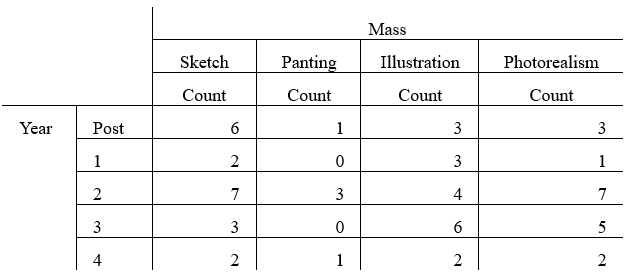 Mass
Sketch Panting Illustration Photorealism
Count Count Count Count
Year Post 6 1 3 3
1 2 0 3 1
2 7 3 4 7
3 3 0 6 5
4 2 1 2 2